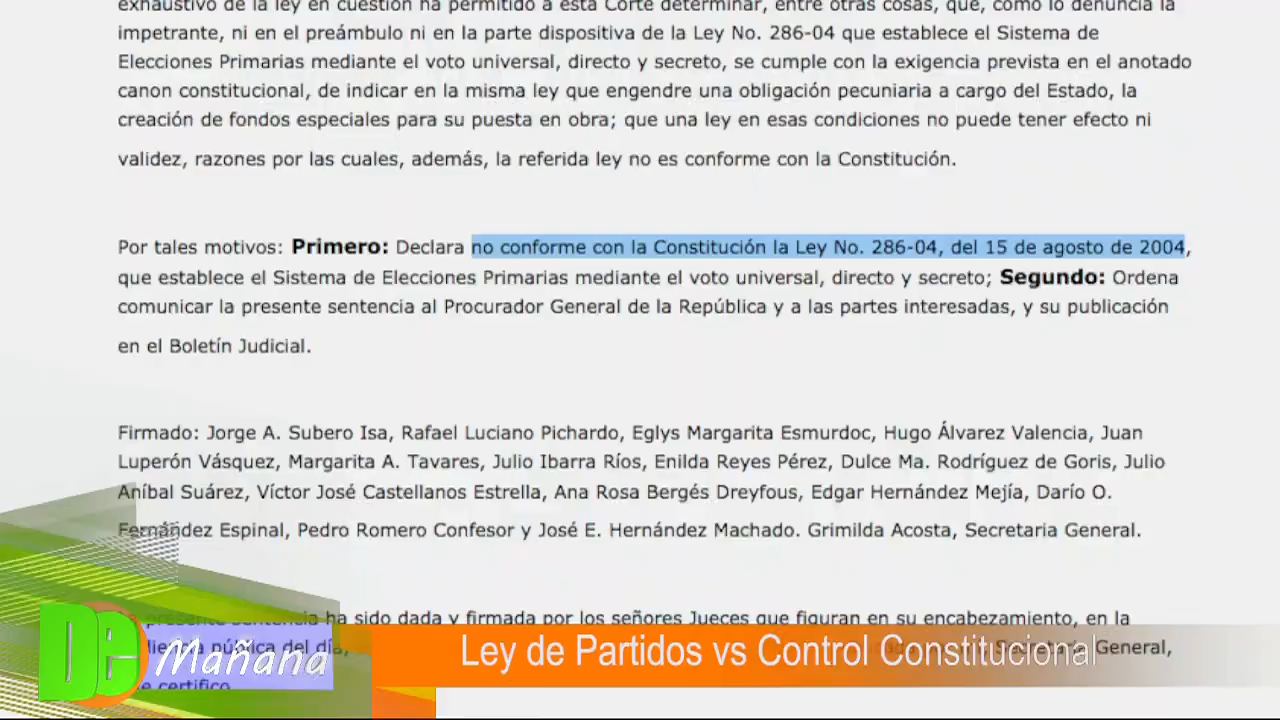 exhaustivo de la ley en cuestión ha permitido a esta Corte determinar, entre otras cosas, que, como lo denuncia la
impetrante, ni en el preámbulo ni en la parte dispositiva de la Ley No. 286-04 que establece el Sistema de
Elecciones Primarias mediante el voto universal, directo y secreto, se cumple con la exigencia prevista en el anotado
canon constitucional, de indicar en la misma ley que engendre una obligación pecuniaria a cargo del Estado, la
creación de fondos especiales para su puesta en obra; que una ley en esas condiciones no puede tener efecto ni
validez, razones por las cuales, además, la referida ley no es conforme con la Constitución.
Por tales motivos: Primero: Declara no conforme con la Constitución la Ley No. 286-04, del 15 de agosto de 2004,
que establece el Sistema de Elecciones Primarias mediante el voto universal, directo y secreto; Segundo: Ordena
comunicar la presente sentencia al Procurador General de la República y a las partes interesadas, y su publicación
en el Boletín Judicial.
Firmado: Jorge A. Subero Isa, Rafael Luciano Pichardo, Eglys Margarita Esmurdoc, Hugo Álvarez Valencia, Juan
Luperón Vásquez, Margarita A. Tavares, Julio Ibarra Ríos, Enilda Reyes Pérez, Dulce Ma. Rodríguez de Goris, Julio
Aníbal Suárez, Víctor José Castellanos Estrella, Ana Rosa Bergés Dreyfous, Edgar Hernández Mejía, Darío O.
Fernández Espinal, Pedro Romero Confesor y José E. Hernández Machado. Grimilda Acosta, Secretaria General.
presente sentencia ha sido dada y firmada por los señores Jueces que figuran en su encabezamiento, en la
pública del día, Secretaria General,
certifico.
De Mañana
Ley de Partidos vs Control Constitucional